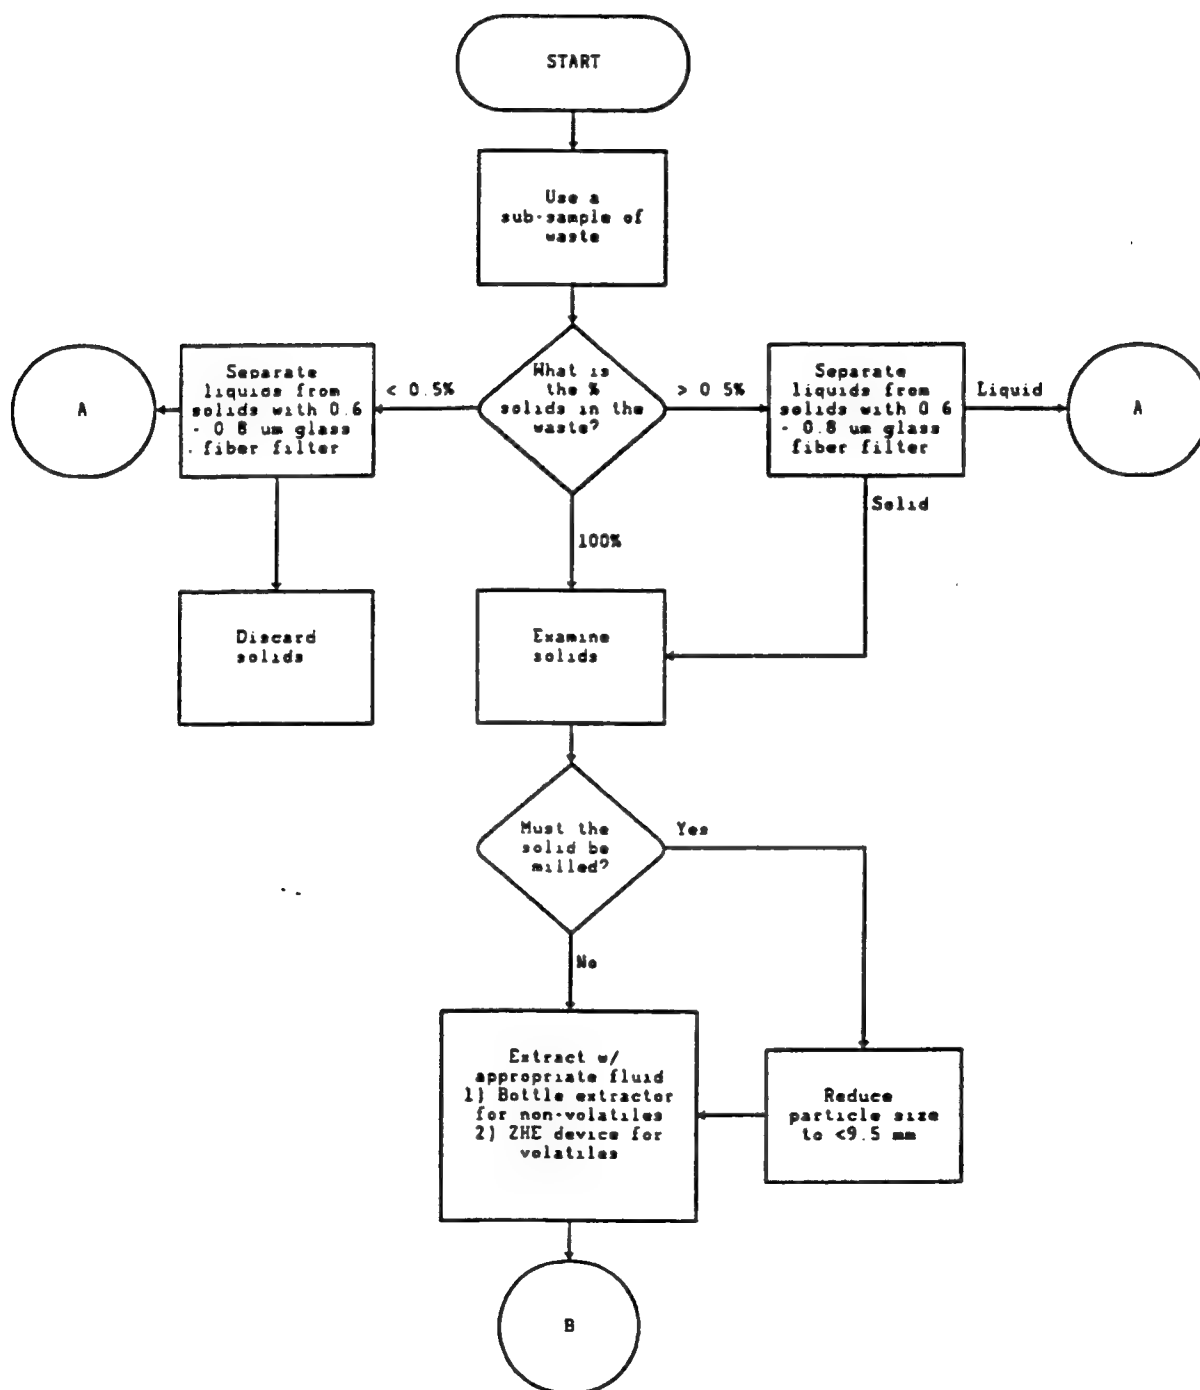 START
Use a
sub-sample of
waste
A
Separate
liquids from
solids with 0.6
- 0.8 um glass
fiber filter
< 0.5%
What is
the %
solids in the
waste?
> 0 5%
Separate
liquids from
solids with 0 6
- 0.8 um glass
fiber filter
Liquid
A
Solid
100%
Discard
solids
Examine
solids
Must the
solid be
milled?
Yes
No
Extract w/
appropriate fluid
1) Bottle extractor
for non-volatiles
2) ZHE device for
volatiles
Reduce
particle size
to <9.5 mm
B